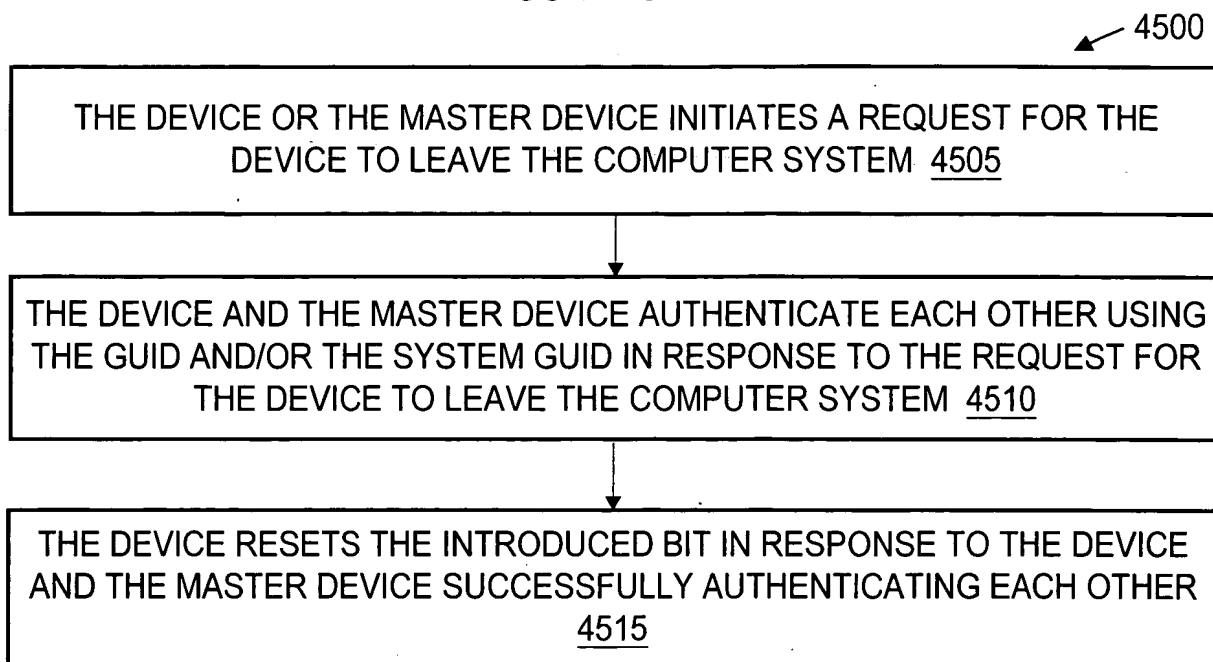 4500
THE DEVICE OR THE MASTER DEVICE INITIATES A REQUEST FOR THE
DEVICE TO LEAVE THE COMPUTER SYSTEM 4505
THE DEVICE AND THE MASTER DEVICE AUTHENTICATE EACH OTHER USING
THE GUID AND/OR THE SYSTEM GUID IN RESPONSE TO THE REQUEST FOR
THE DEVICE TO LEAVE THE COMPUTER SYSTEM 4510
THE DEVICE RESETS THE INTRODUCED BIT IN RESPONSE TO THE DEVICE
AND THE MASTER DEVICE SUCCESSFULLY AUTHENTICATING EACH OTHER
4515